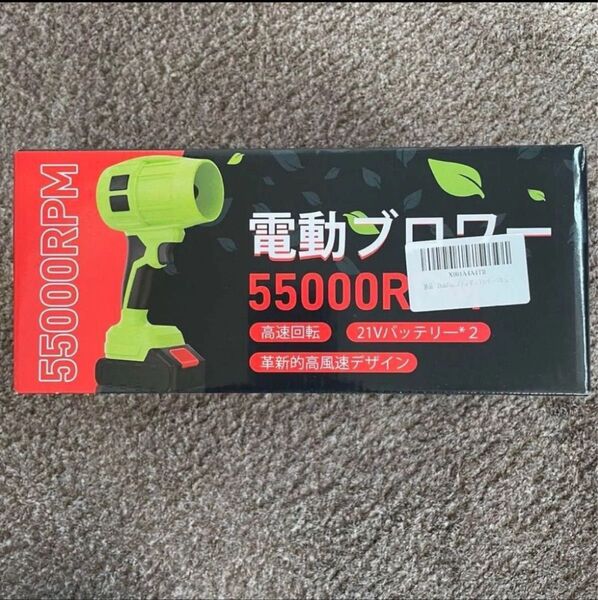 55000RPM
電動ブロワー
55000R
高速回転
21Vバッテリー*2
革新的高風速デザイン